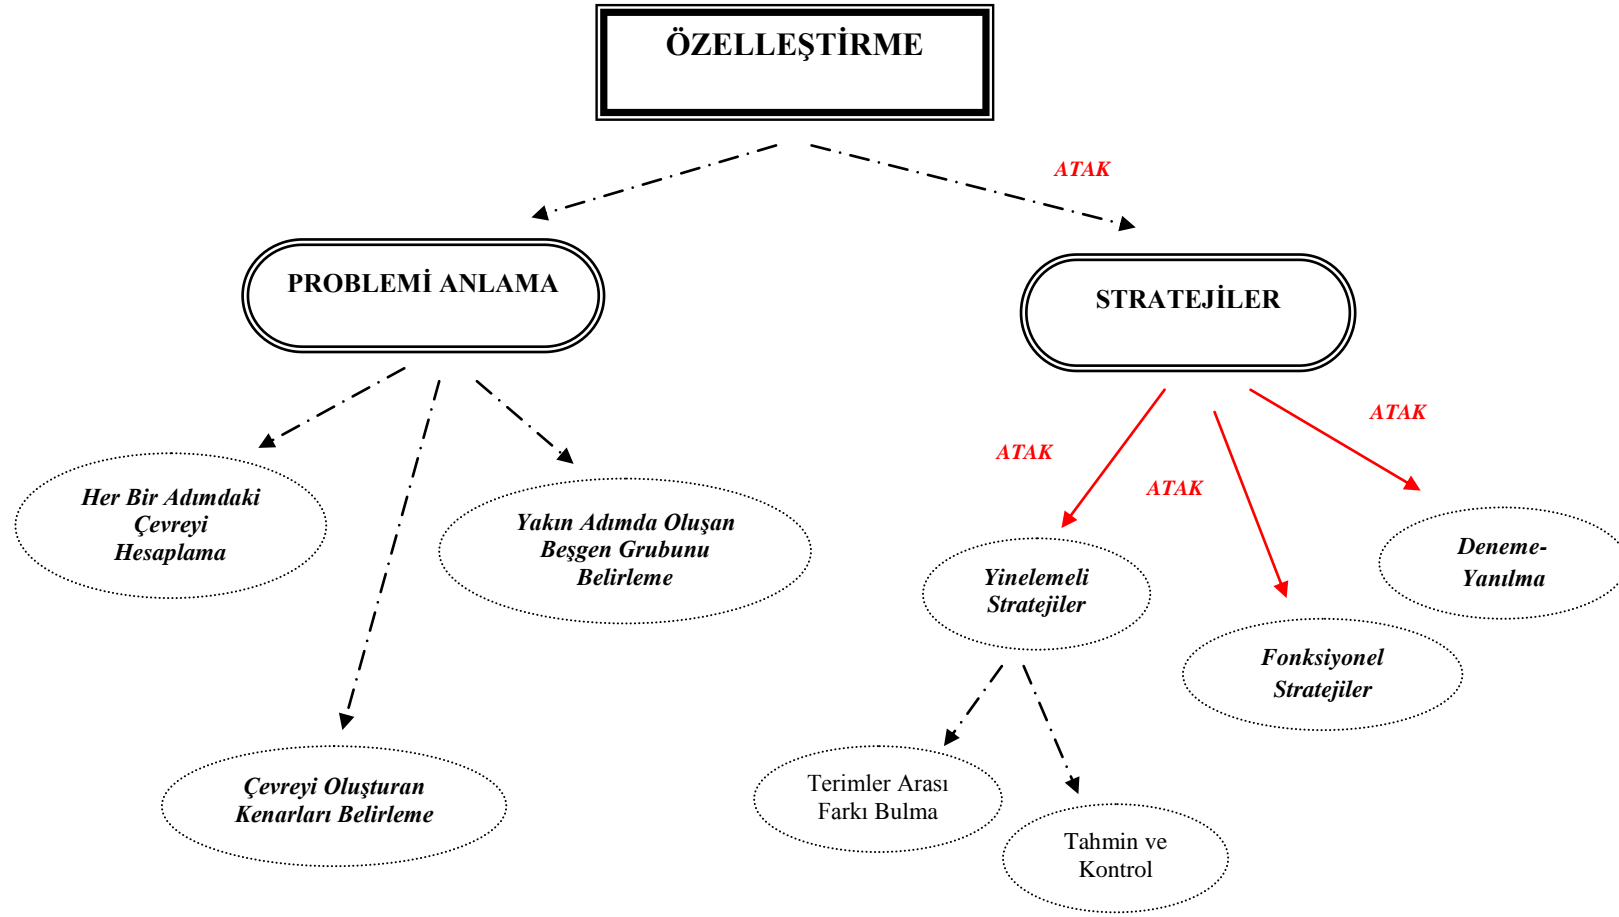 ÖZELLEŞTİRME
ATAK
PROBLEMİ ANLAMA
STRATEJİLER
ATAK
ATAK
ATAK
Her Bir Adımdaki
Çevreyi
Hesaplama
Yakın Adımda Oluşan
Beşgen Grubunu
Belirleme
Yinelemeli
Stratejiler
Deneme-
Yanılma
Fonksiyonel
Stratejiler
Çevreyi Oluşturan
Kenarları Belirleme
Terimler Arası
Farkı Bulma
Tahmin ve
Kontrol